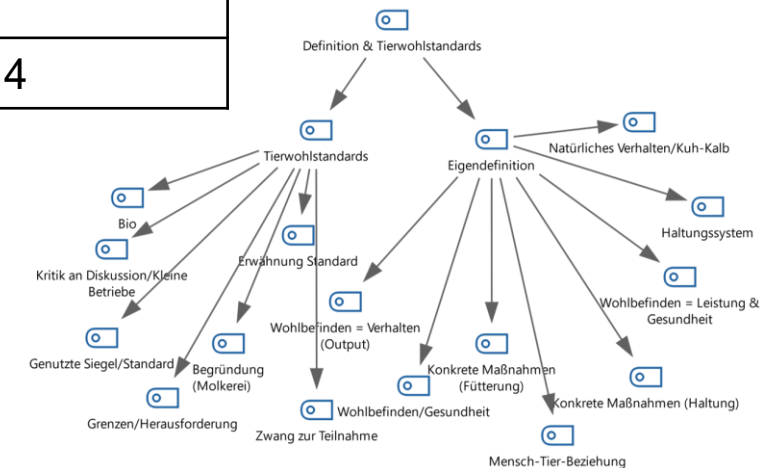 4
Definition & Tierwohlstandards
Tierwohlstandards
Eigendefinition
Natürliches Verhalten/Kuh-Kalb
Bio
Haltungssystem
Kritik an Diskussion/Kleine
Betriebe
Erwähnung Standard
Wohlbefinden = Leistung &
Gesundheit
Wohlbefinden = Verhalten
(Output)
Genutzte Siegel/Standard
Begründung
(Molkerei)
Konkrete Maßnahmen
(Fütterung)
Konkrete Maßnahmen (Haltung)
Wohlbefinden/Gesundheit
Grenzen/Herausforderung
Zwang zur Teilnahme
Mensch-Tier-Beziehung